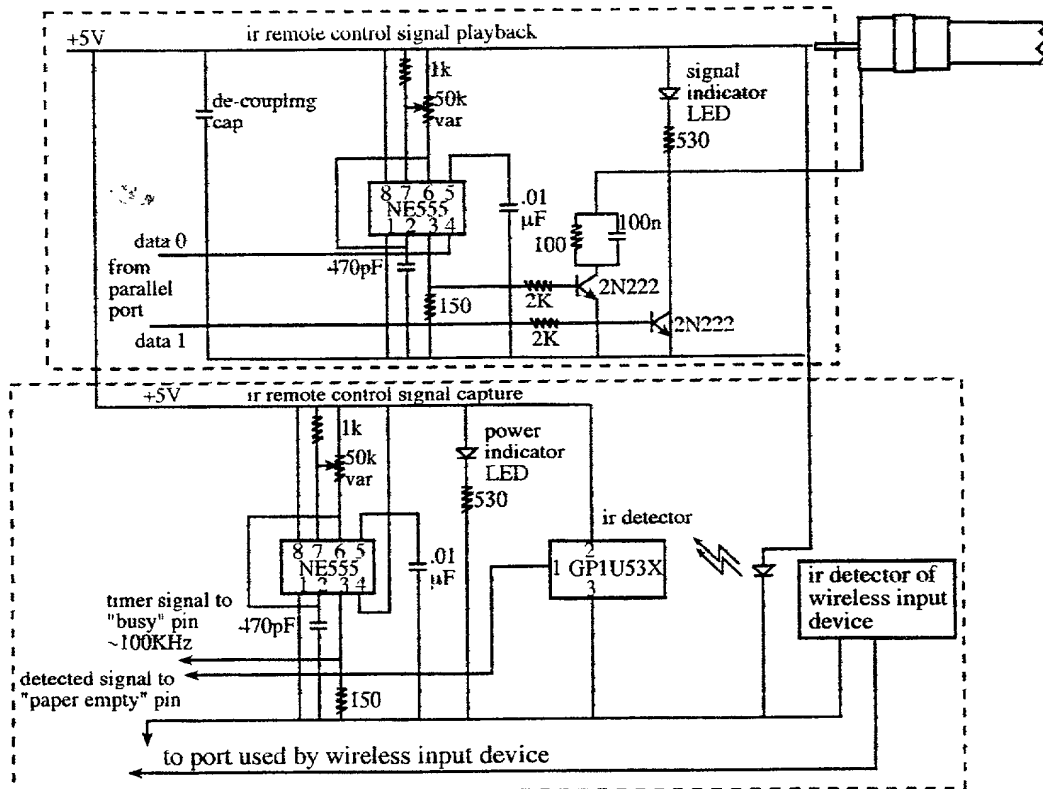 +5V
ir remote control signal playback
1k
50k
var
de-coupling
cap
signal
indicator
LED
530
8 7 6 5
NE555
1 2 3 4
.01
µF
100n
100
data 0
from
parallel
port
data 1
470pF
150
2K
2N222
2K
2N222
+5V
ir remote control signal capture
1k
50k
var
power
indicator
LED
530
8 7 6 5
NE555
1 2 3 4
.01
µF
ir detector
2
1 GP1U53X
3
ir detector of
wireless input
device
timer signal to
"busy" pin
~100KHz
470pF
150
detected signal to
"paper empty" pin
to port used by wireless input device